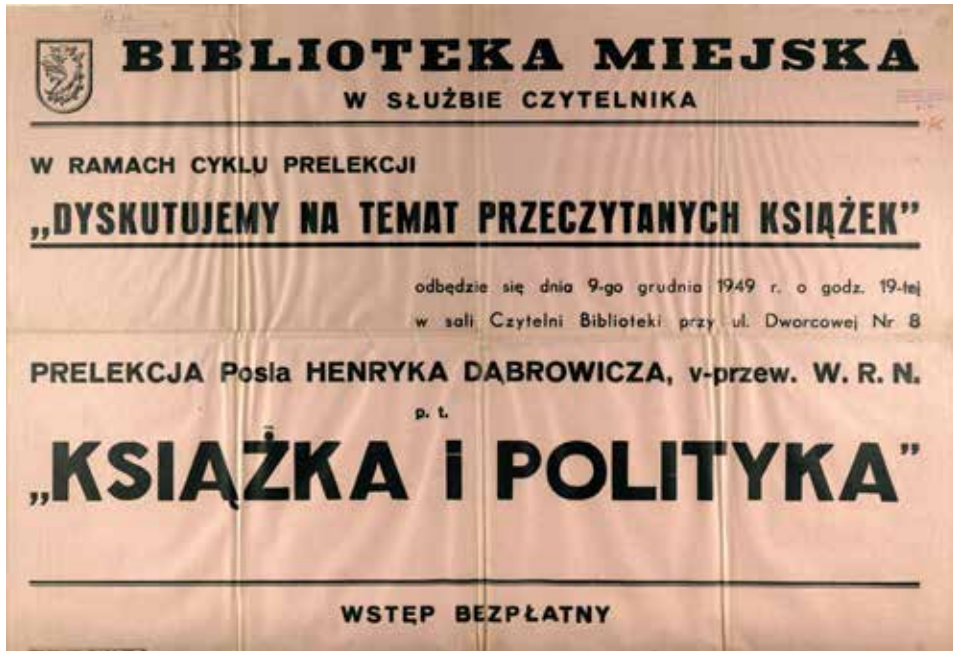 BIBLIOTEKA MIEJSKA
W SŁUŻBIE CZYTELNIKA
W RAMACH CYKLU PRELEKCJI
„DYSKUTUJEMY NA TEMAT PRZECZYTANYCH KSIĄŻEK”
odbędzie się dnia 9-go grudnia 1949 r. o godz. 19-tej
w sali Czytelni Biblioteki przy ul. Dworcowej Nr 8
PRELEKCJA Posła HENRYKA DĄBROWICZA, v-przew. W. R. N.
p. t.
„KSIĄŻKA i POLITYKA”
WSTĘP BEZPŁATNY